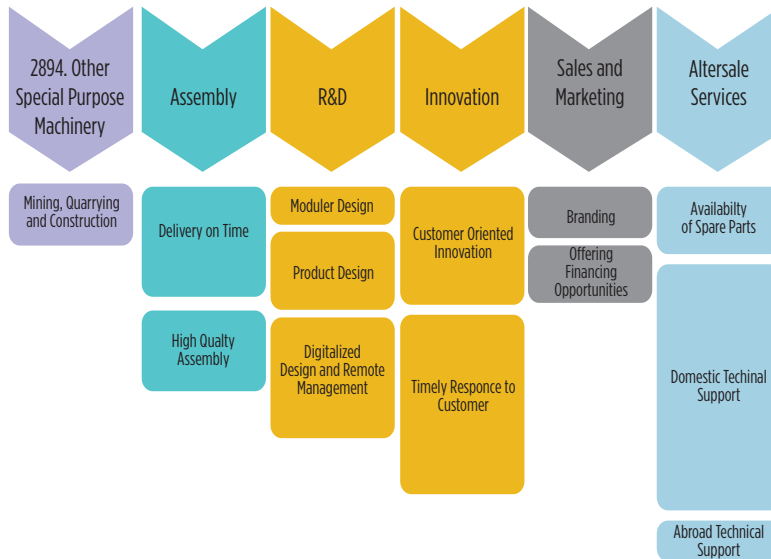 2894. Other
Special Purpose
Machinery
Assembly
R&D
Innovation
Sales and
Marketing
Altersale
Services
Mining, Quarrying
and Construction
Delivery on Time
High Qualty
Assembly
Moduler Design
Product Design
Digitalized
Design and Remote
Management
Customer Oriented
Innovation
Timely Responce to
Customer
Branding
Offering
Financing
Opportunities
Availabilty
of Spare Parts
Domestic Techinal
Support
Abroad Technical
Support